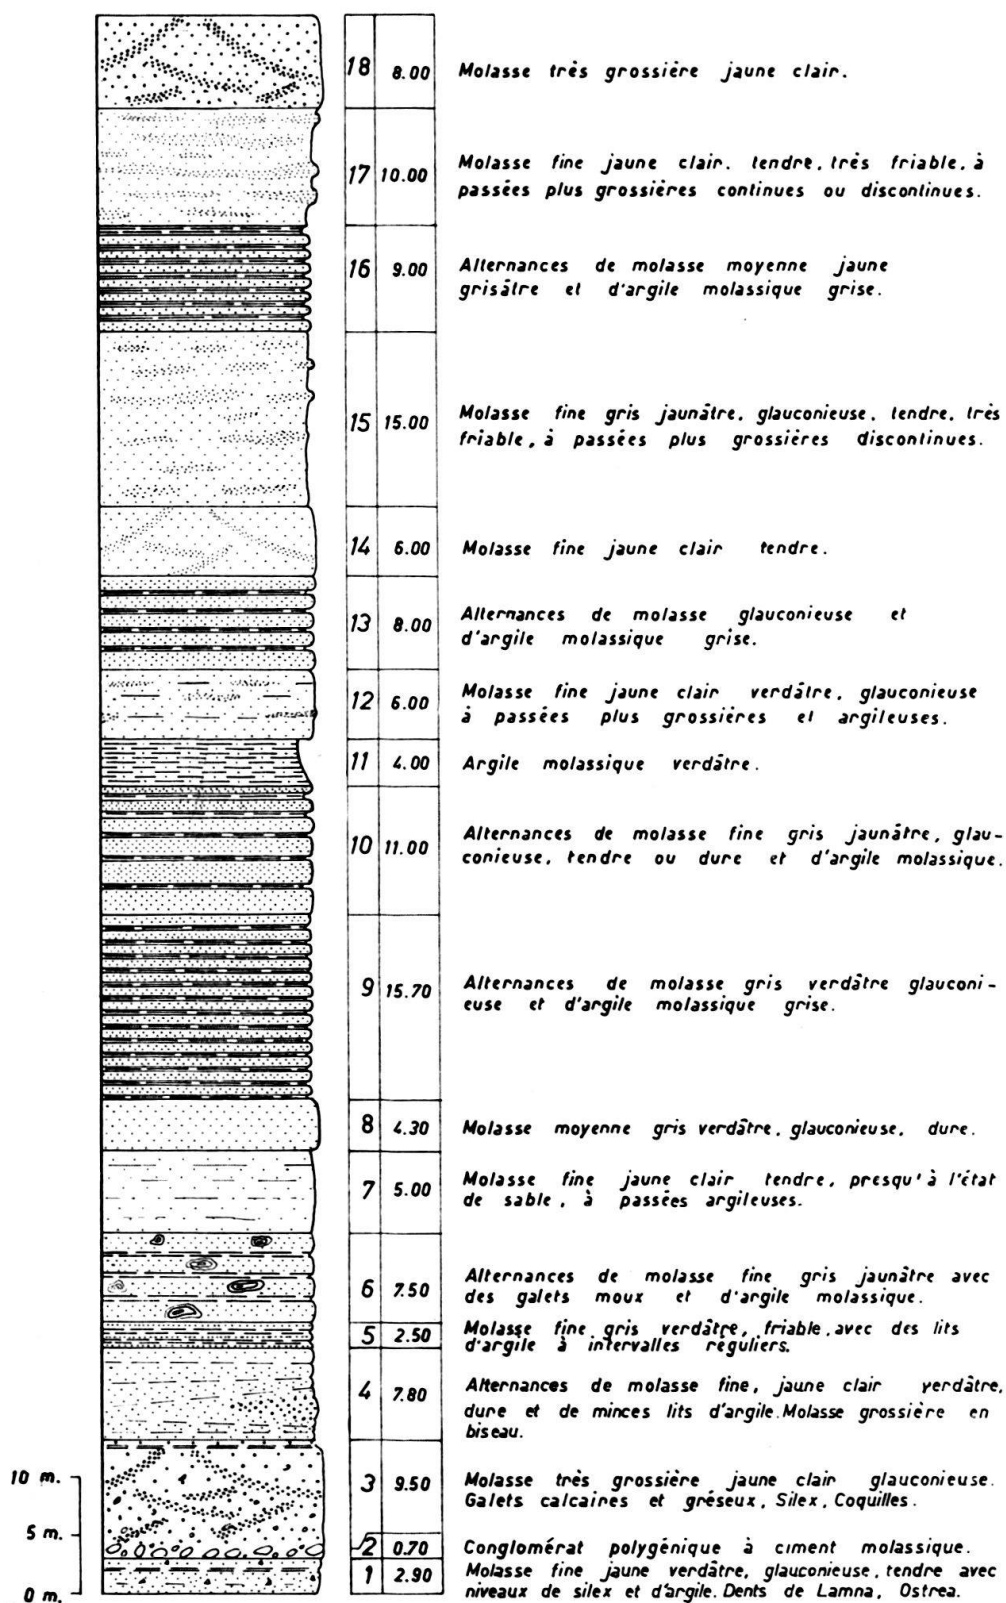 18 8.00 Molasse très grossière jaune clair.
17 10.00 Molasse fine jaune clair. tendre, très friable, à
passées plus grossières continues ou discontinues.
16 9.00 Alternances de molasse moyenne jaune
grisâtre et d'argile molassique grise.
15 15.00 Molasse fine gris jaunâtre, glauconieuse, tendre, très
friable, à passées plus grossières discontinues.
14 6.00 Molasse fine jaune clair tendre.
13 8.00 Alternances de molasse glauconieuse et
d'argile molassique grise.
12 6.00 Molasse fine jaune clair verdâtre, glauconieuse
à passées plus grossières et argileuses.
11 4.00 Argile molassique verdâtre.
10 11.00 Alternances de molasse fine gris jaunâtre, glau-
conieuse, tendre ou dure et d'argile molassique.
9 15.70 Alternances de molasse gris verdâtre glauconi-
euse et d'argile molassique grise.
8 4.30 Molasse moyenne gris verdâtre, glauconieuse, dure.
7 5.00 Molasse fine jaune clair tendre, presqu'à l'état
de sable, à passées argileuses.
6 7.50 Alternances de molasse fine gris jaunâtre avec
des galets moux et d'argile molassique.
5 2.50 Molasse fine gris verdâtre, friable, avec des lits
d'argile à intervalles réguliers.
4 7.80 Alternances de molasse fine, jaune clair verdâtre,
dure et de minces lits d'argile. Molasse grossière en
biseau.
10 m. 3 9.50 Molasse très grossière jaune clair glauconieuse.
Galets calcaires et gréseux, Silex, Coquilles.
5 m. 2 0.70 Conglomérat polygénique à ciment molassique.
1 2.90 Molasse fine jaune verdâtre, glauconieuse, tendre avec
0 m. niveaux de silex et d'argile. Dents de Lamna, Ostrea.